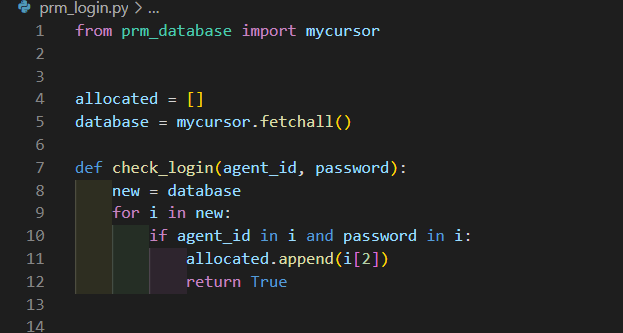 prm_login.py > ...
1 from prm_database import mycursor
2
3
4 allocated = []
5 database = mycursor.fetchall()
6
7 def check_login(agent_id, password):
8     new = database
9     for i in new:
10         if agent_id in i and password in i:
11             allocated.append(i[2])
12             return True
13
14